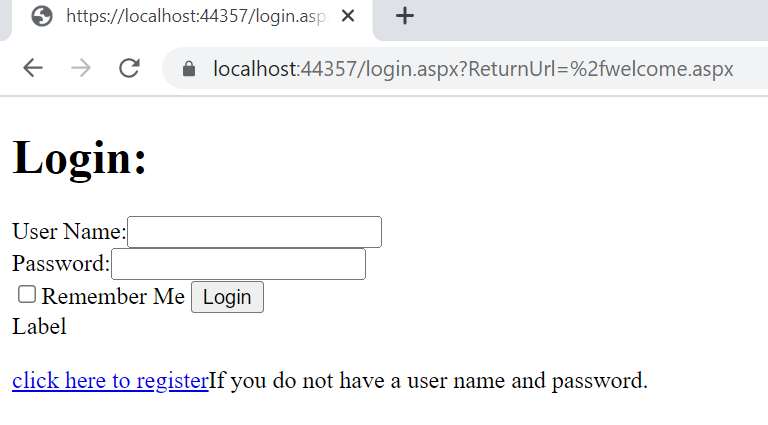 https://localhost:44357/login.asp
localhost:44357/login.aspx?ReturnUrl=%2fwelcome.aspx
Login:
User Name:
Password:
Remember Me Login
Label
click here to registerIf you do not have a user name and password.